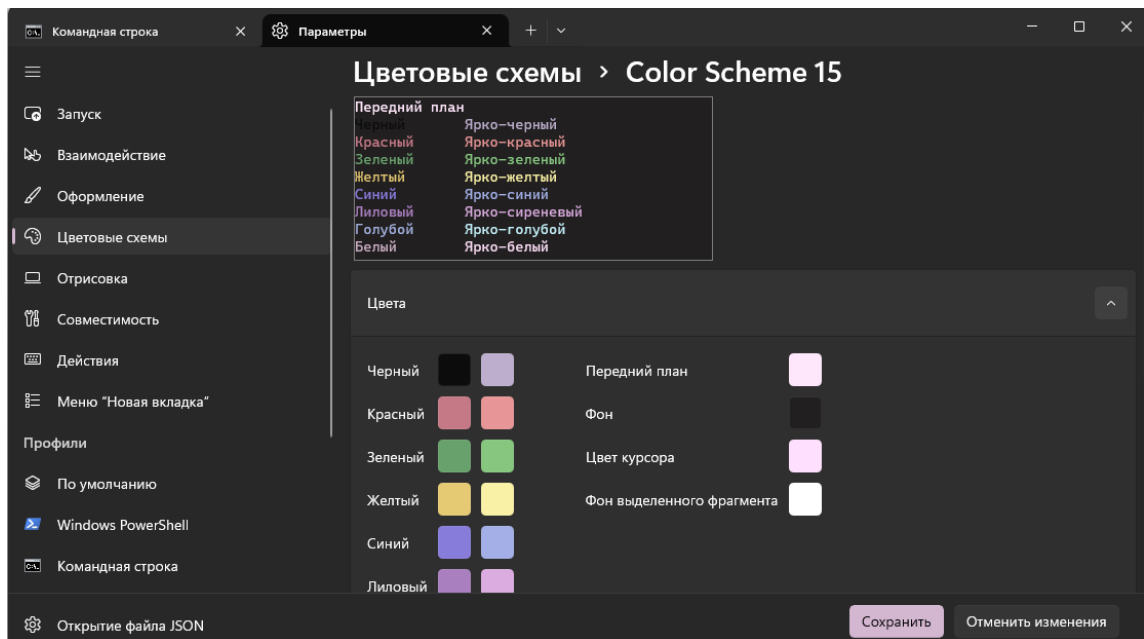 Командная строка
Параметры
Цветовые схемы > Color Scheme 15
Запуск
Взаимодействие
Оформление
Цветовые схемы
Отрисовка
Совместимость
Действия
Меню "Новая вкладка"
Профили
По умолчанию
Windows PowerShell
Командная строка
Открытие файла JSON
Передний план
Черный Ярко-черный
Красный Ярко-красный
Зеленый Ярко-зеленый
Желтый Ярко-желтый
Синий Ярко-синий
Лиловый Ярко-сиреневый
Голубой Ярко-голубой
Белый Ярко-белый
Цвета
Черный
Красный
Зеленый
Желтый
Синий
Лиловый
Передний план
Фон
Цвет курсора
Фон выделенного фрагмента
Сохранить
Отменить изменения